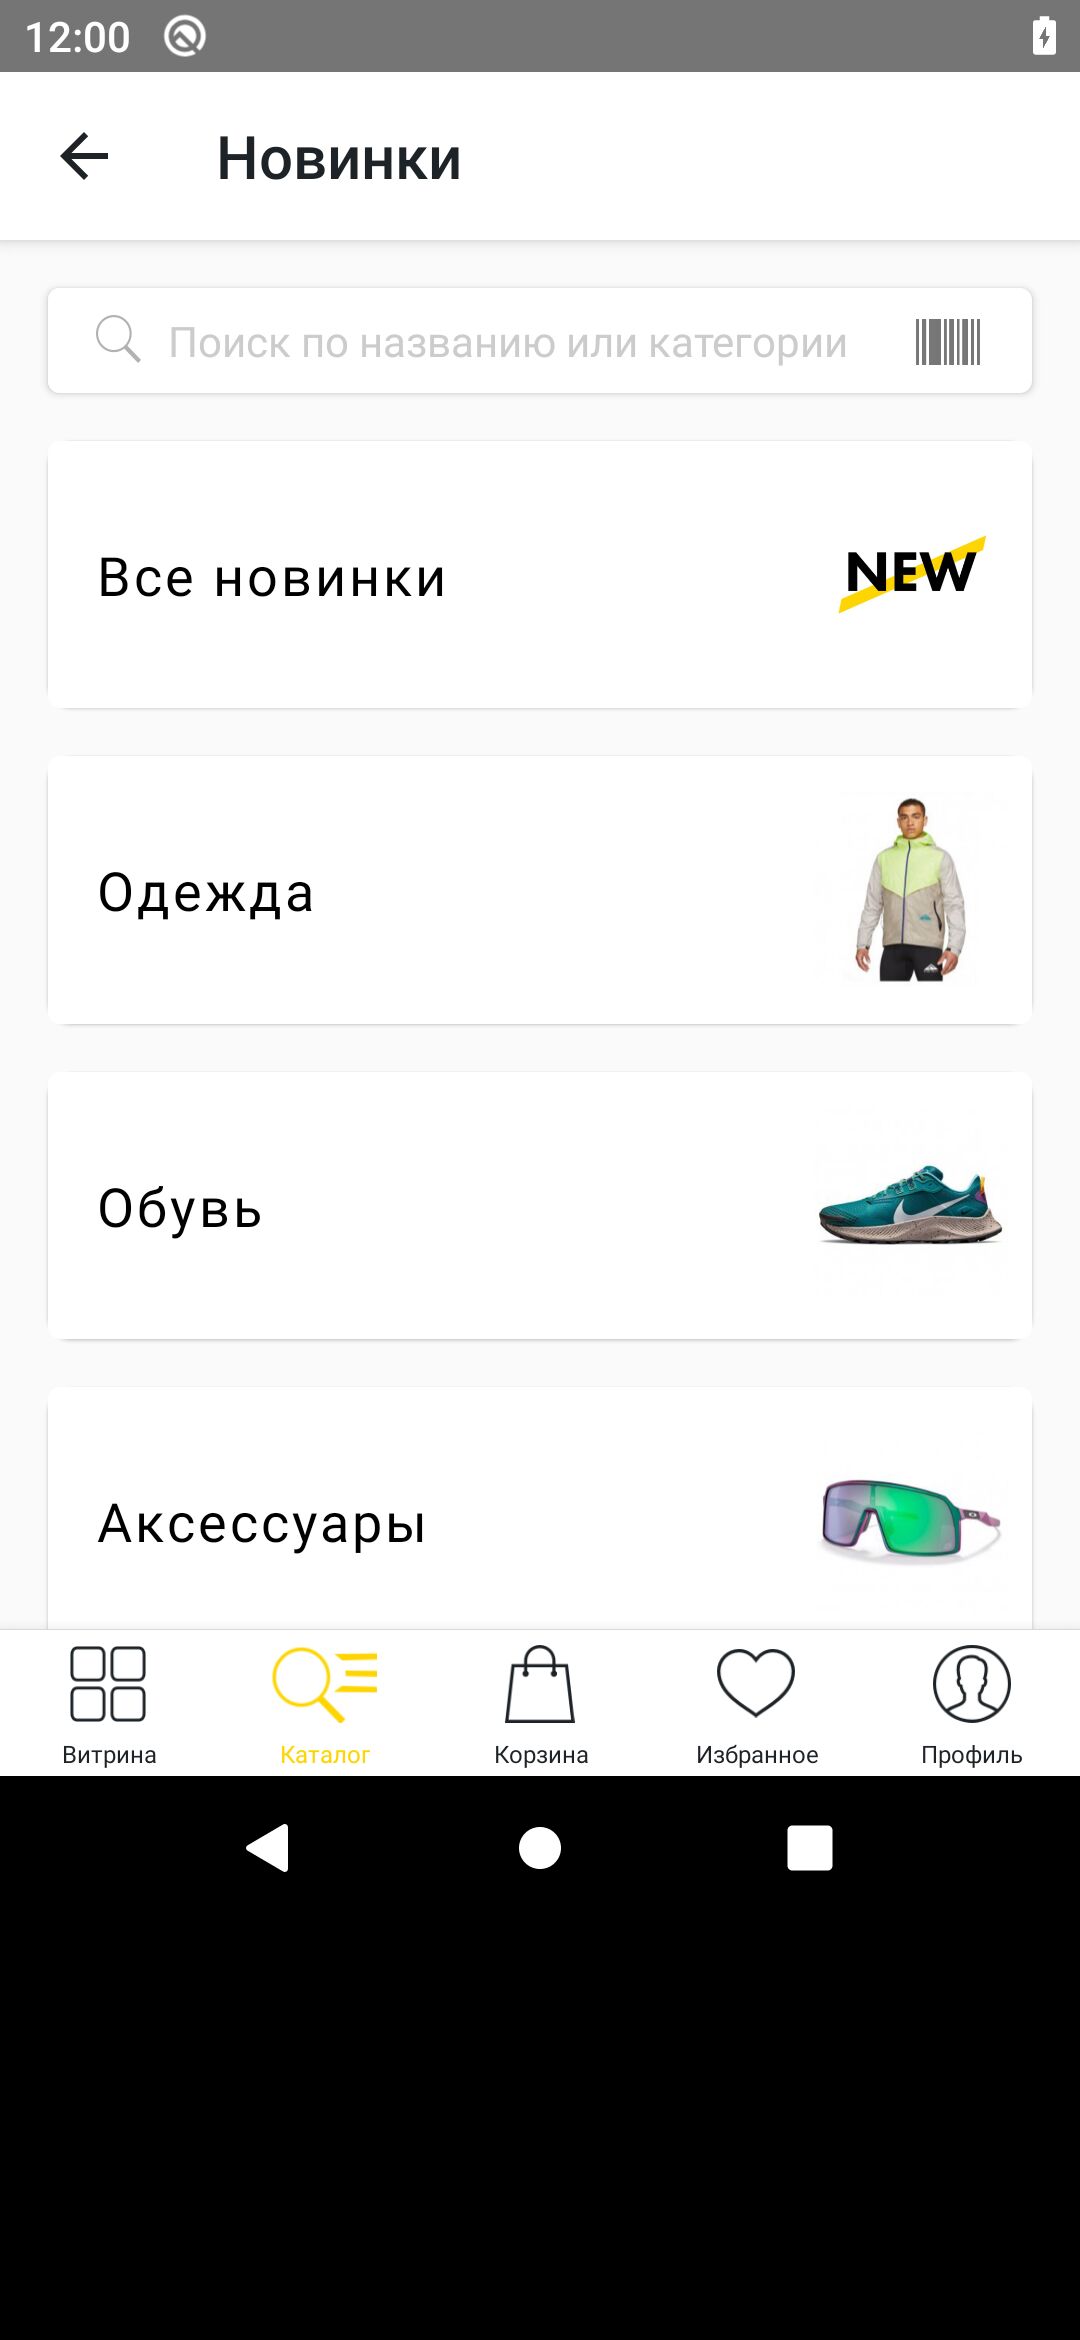 12:00
Новинки
Поиск по названию или категории
Все новинки
NEW
Одежда
Обувь
Аксессуары
Витрина
Каталог
Корзина
Избранное
Профиль